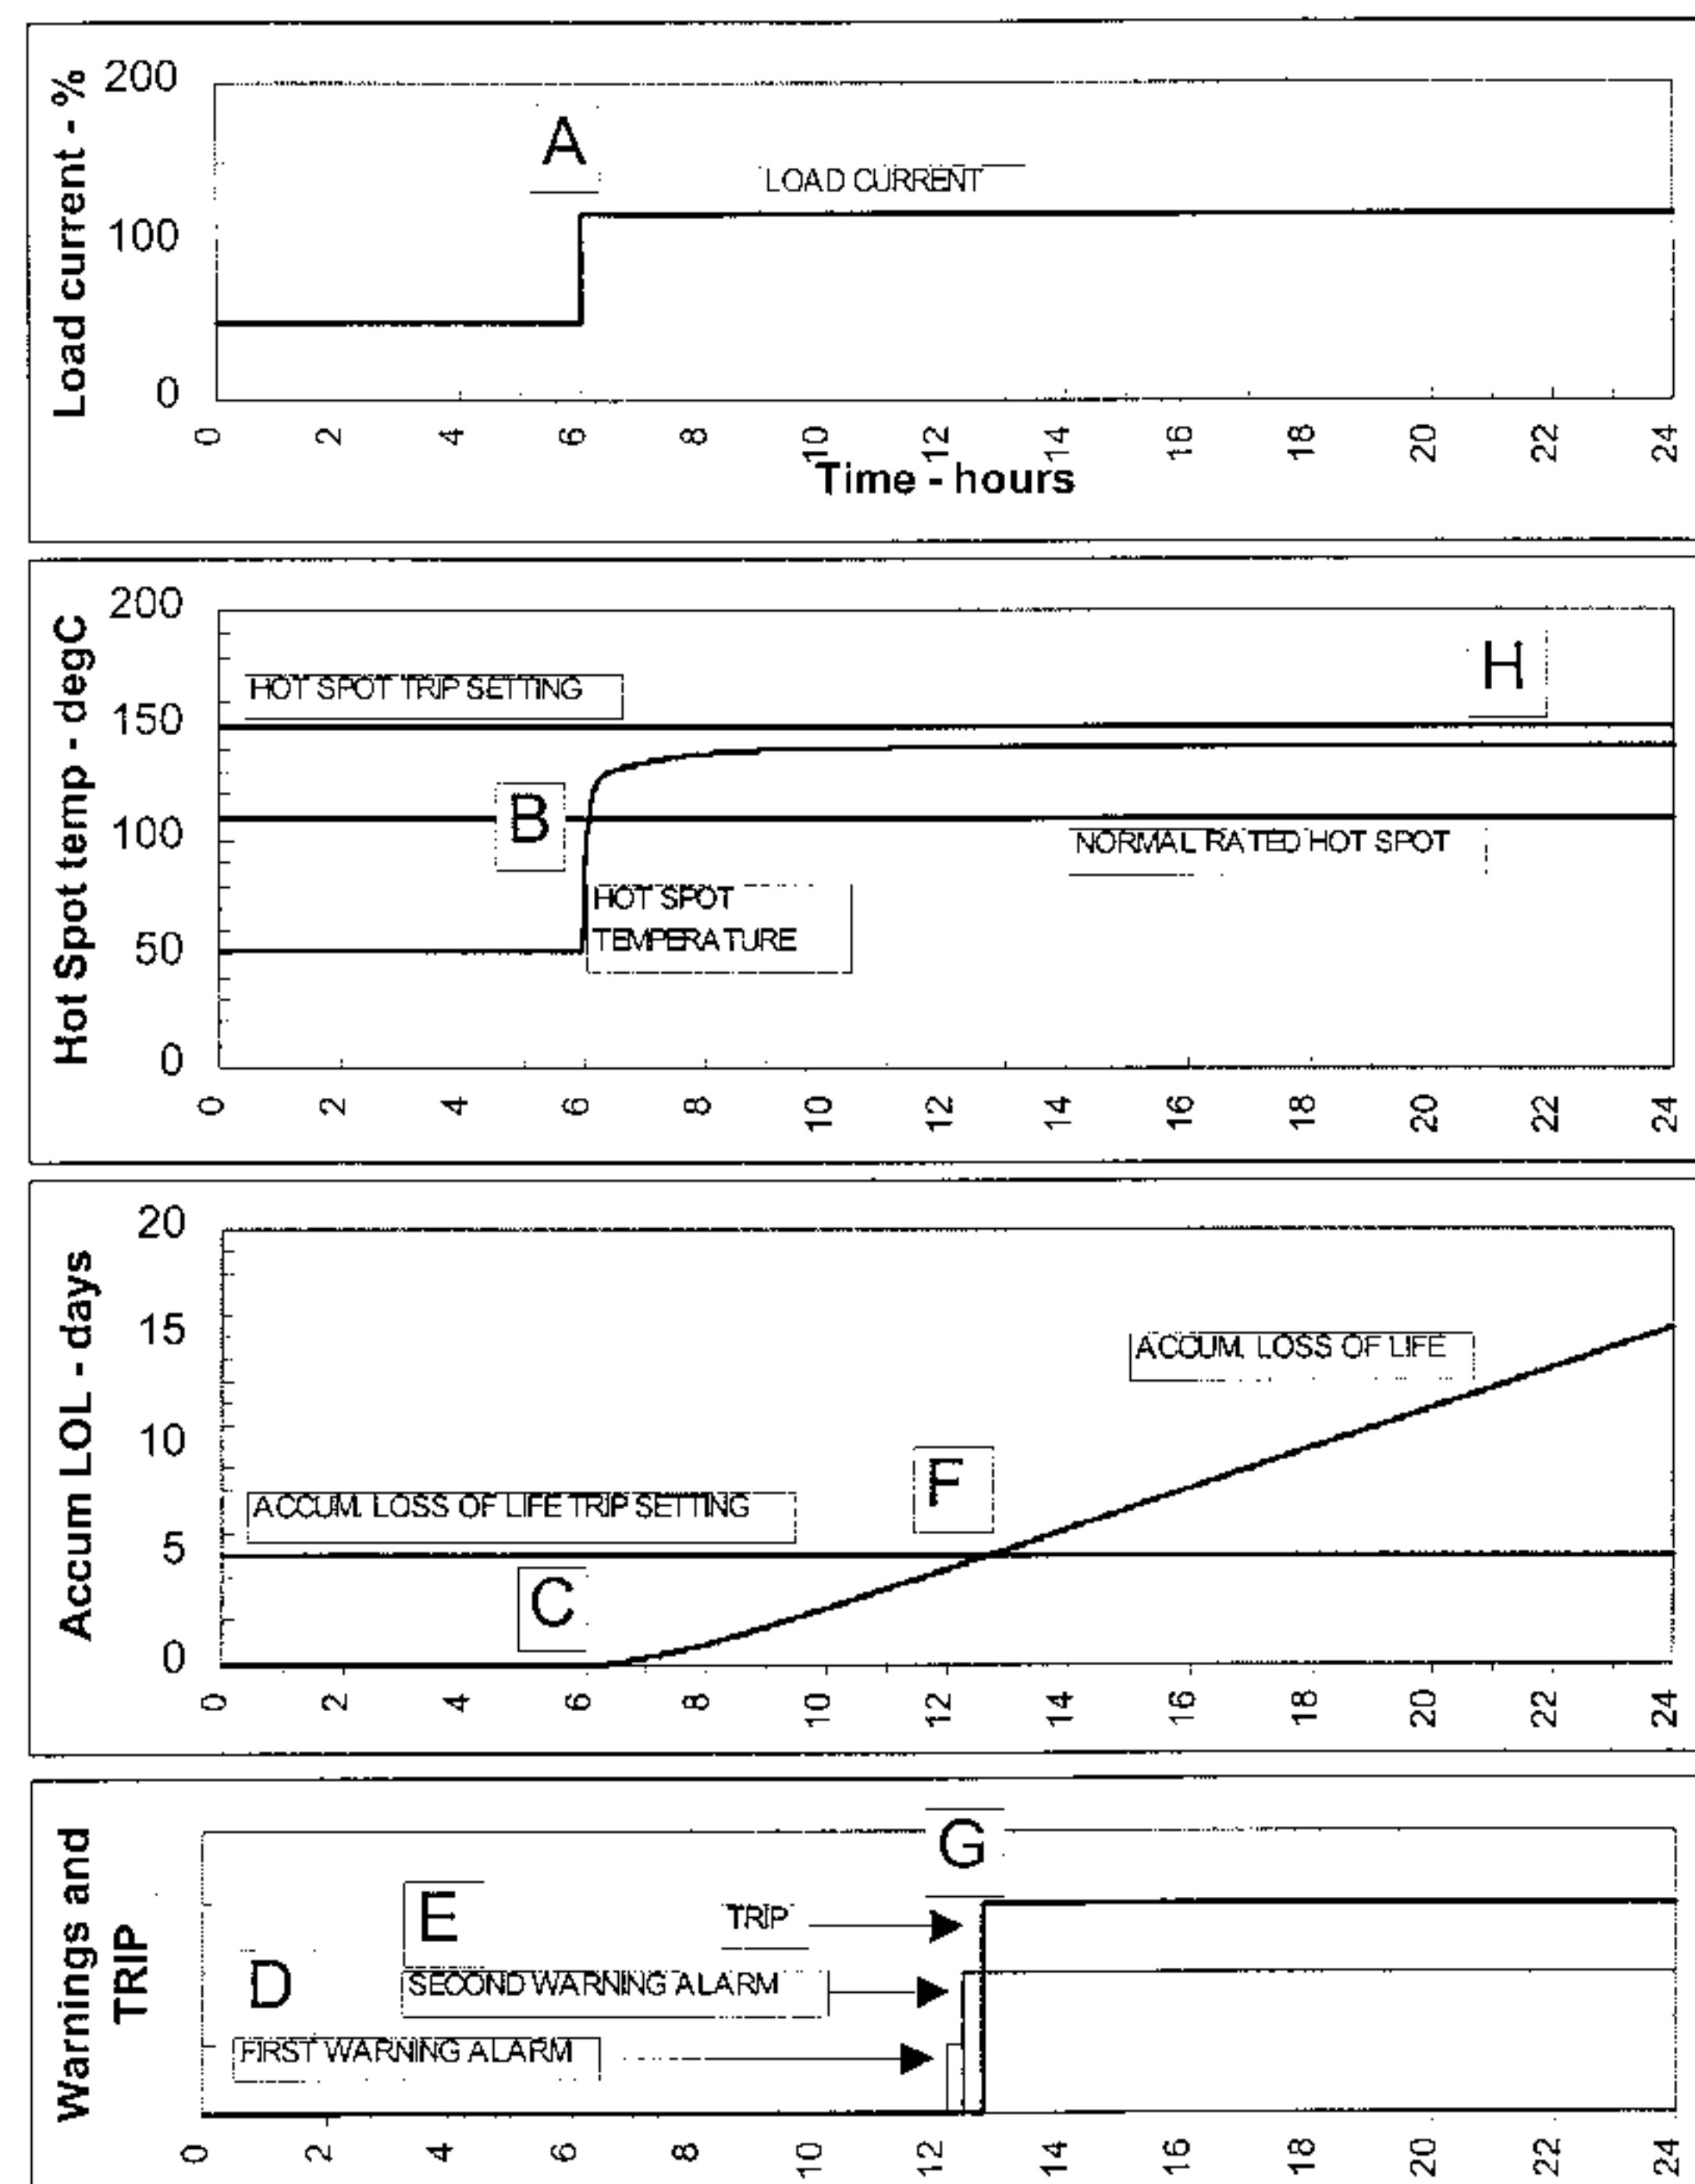 Load current - %
200
100
0
A
LOAD CURRENT
0 2 4 6 8 10 12 14 16 18 20 22 24
Time - hours
Hot Spot temp - degC
200
150
100
50
0
HOT SPOT TRIP SETTING
H
B
NORMAL RATED HOT SPOT
HOT SPOT
TEMPERATURE
0 2 4 6 8 10 12 14 16 18 20 22 24
Accum LOL - days
20
15
10
5
0
ACCUM. LOSS OF LIFE
F
ACCUM. LOSS OF LIFE TRIP SETTING
C
0 2 4 6 8 10 12 14 16 18 20 22 24
Warnings and
TRIP
G
E
TRIP
D
SECOND WARNING ALARM
FIRST WARNING ALARM
0 2 4 6 8 10 12 14 16 18 20 22 24